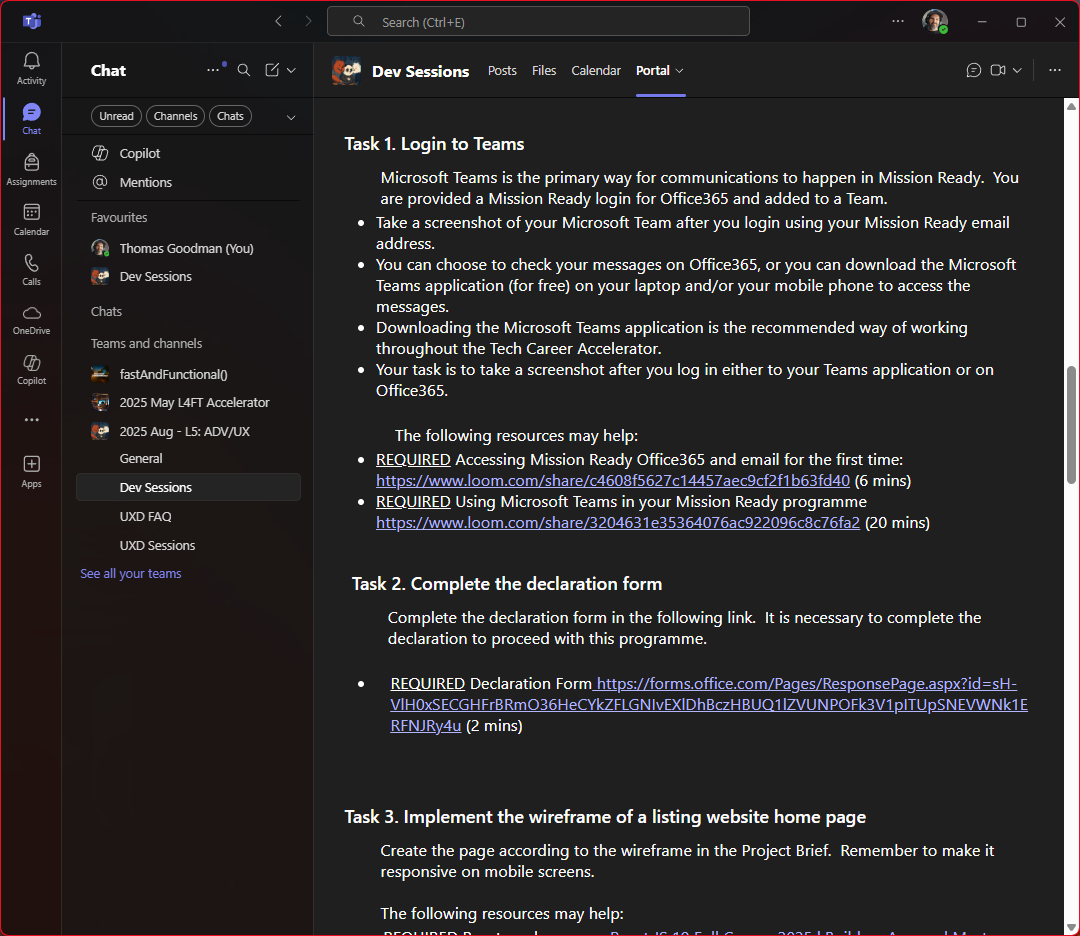 Search (Ctrl+E)
Activity
Chat
Assignments
Calendar
Calls
OneDrive
Copilot
Apps
Chat
Unread
Channels
Chats
Copilot
Mentions
Favourites
Thomas Goodman (You)
Dev Sessions
Chats
Teams and channels
fastAndFunctional()
2025 May L4FT Accelerator
2025 Aug - L5: ADV/UX
General
Dev Sessions
UXD FAQ
UXD Sessions
See all your teams
Dev Sessions Posts Files Calendar Portal
Task 1. Login to Teams
Microsoft Teams is the primary way for communications to happen in Mission Ready.  You
are provided a Mission Ready login for Office365 and added to a Team.
• Take a screenshot of your Microsoft Team after you login using your Mission Ready email
address.
• You can choose to check your messages on Office365, or you can download the Microsoft
Teams application (for free) on your laptop and/or your mobile phone to access the
messages.
• Downloading the Microsoft Teams application is the recommended way of working
throughout the Tech Career Accelerator.
• Your task is to take a screenshot after you log in either to your Teams application or on
Office365.
The following resources may help:
• REQUIRED Accessing Mission Ready Office365 and email for the first time:
https://www.loom.com/share/c4608f5627c14457aec9cf2f1b63fd40 (6 mins)
• REQUIRED Using Microsoft Teams in your Mission Ready programme
https://www.loom.com/share/3204631e35364076ac922096c8c76fa2 (20 mins)
Task 2. Complete the declaration form
Complete the declaration form in the following link.  It is necessary to complete the
declaration to proceed with this programme.
• REQUIRED Declaration Form https://forms.office.com/Pages/ResponsePage.aspx?id=sH-
VlH0xSECGHFrBRmO36HeCYkZFLGNIvEXlDhBczHBUQ1lZVUNPOFk3V1pITUpSNEVWNk1E
RFNJRy4u (2 mins)
Task 3. Implement the wireframe of a listing website home page
Create the page according to the wireframe in the Project Brief.  Remember to make it
responsive on mobile screens.
The following resources may help:
REQUIRED